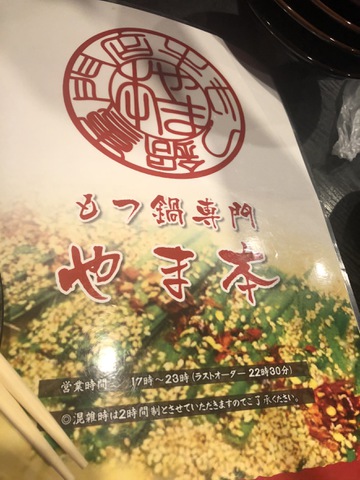 もつ鍋専門
やま本
営業時間 17時〜23時(ラストオーダー 22時30分)
◎混雑時は2時間制とさせていただきますのでご了承ください。